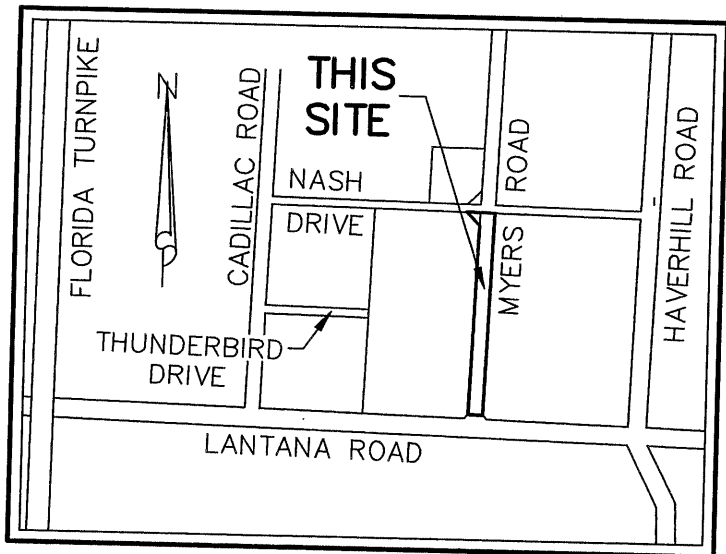 FLORIDA TURNPIKE
N
CADILLAC ROAD
THIS
SITE
NASH
DRIVE
MYERS ROAD
HAVERHILL ROAD
THUNDERBIRD
DRIVE
LANTANA ROAD